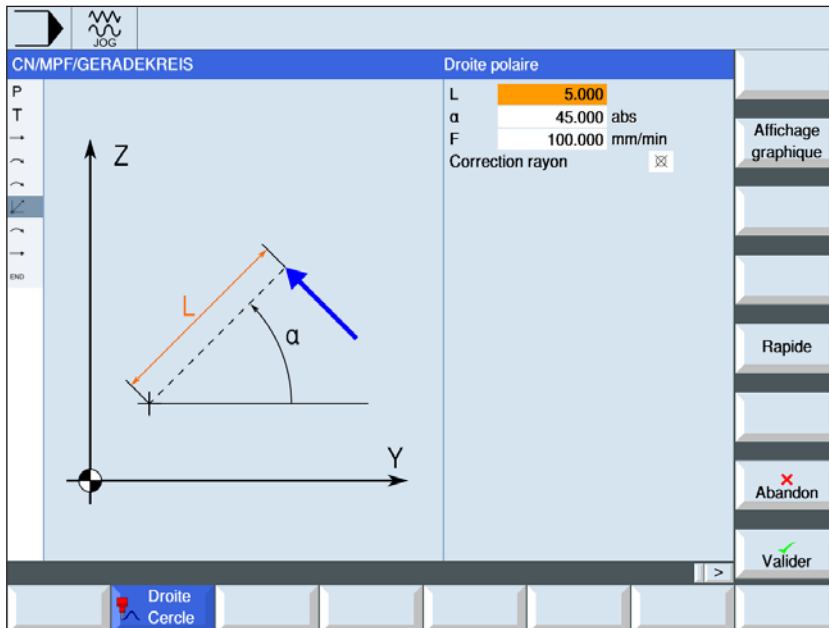 JOG
CN/MPF/GERADEKREIS
Droite polaire
P
T
END
Z
L
α
Y
L 5.000
α 45.000 abs
F 100.000 mm/min
Correction rayon
Affichage
graphique
Rapide
Abandon
Valider
>
Droite
Cercle